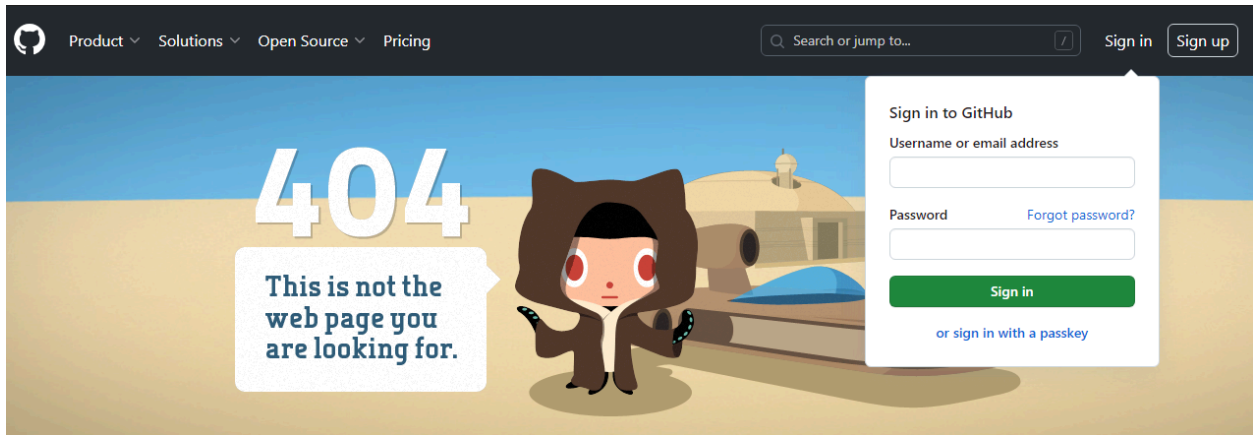 Product Solutions Open Source Pricing Search or jump to... / Sign in Sign up
404
This is not the
web page you
are looking for.
Sign in to GitHub
Username or email address
Password Forgot password?
Sign in
or sign in with a passkey